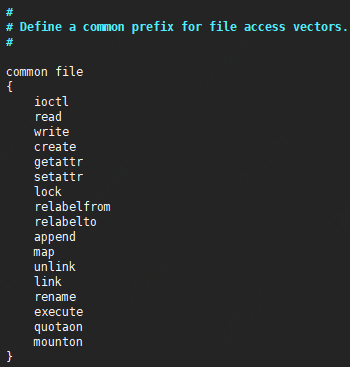 #
# Define a common prefix for file access vectors.
#

common file
{
    ioctl
    read
    write
    create
    getattr
    setattr
    lock
    relabelfrom
    relabelto
    append
    map
    unlink
    link
    rename
    execute
    quotaon
    mounton
}